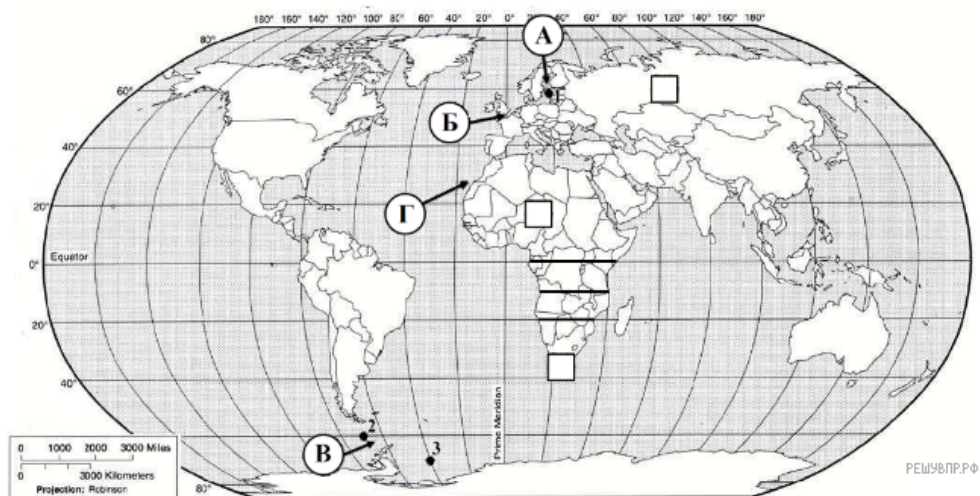 180° 160° 140° 120° 100° 80° 60° 40° 20° 0° 20° 40° 60° 80° 100° 120° 140° 160° 180°
А
80°
60°
1
Б
40°
Г
20°
Equator
0°
20°
40°
Prime Meridian
2
В
3
0 1000 2000 3000 Miles
0 3000 Kilometers
Projection: Robinson
80°
РЕШУВПР.РФ